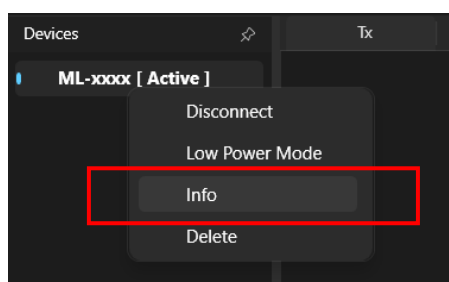 Devices
Tx
ML-xxxx [ Active ]
Disconnect
Low Power Mode
Info
Delete